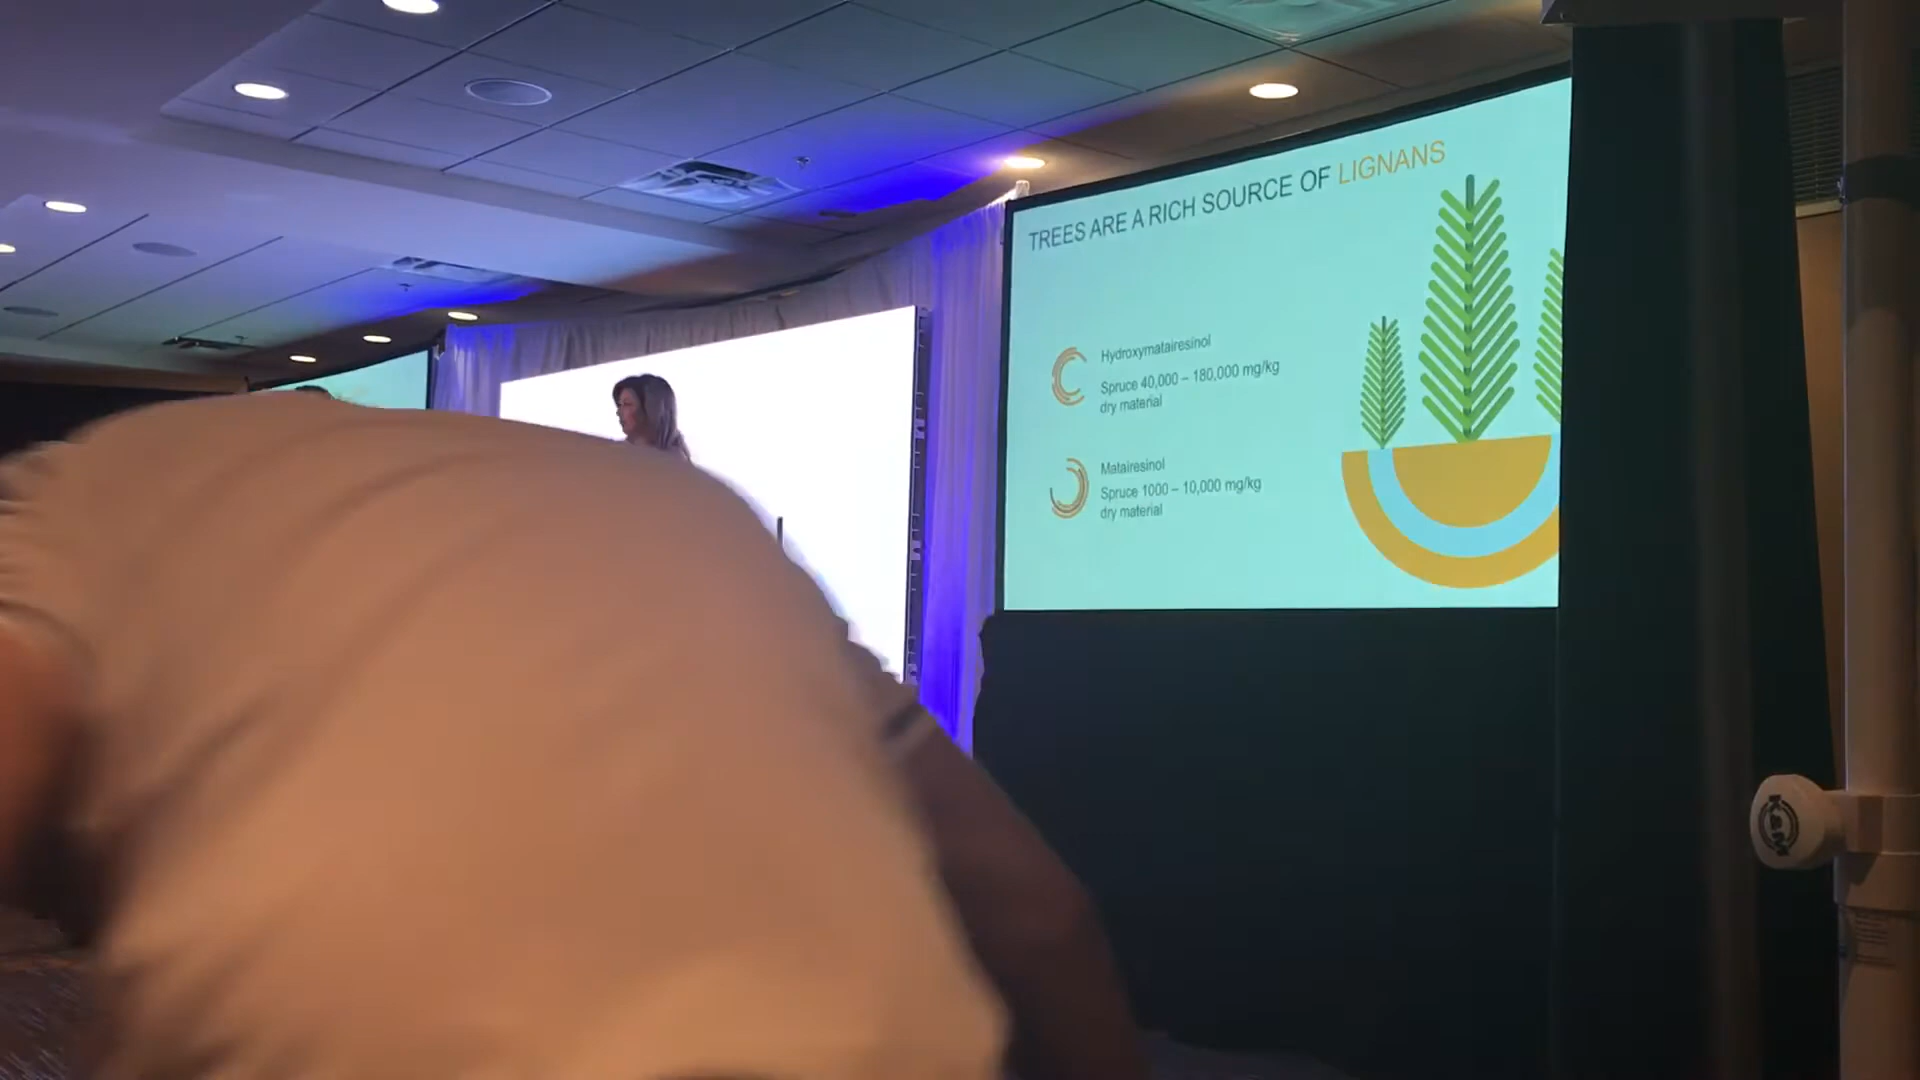 TREES ARE A RICH SOURCE OF LIGNANS
Hydroxymatairesinol
Spruce 40,000 – 180,000 mg/kg
dry material
Matairesinol
Spruce 1000 – 10,000 mg/kg
dry material